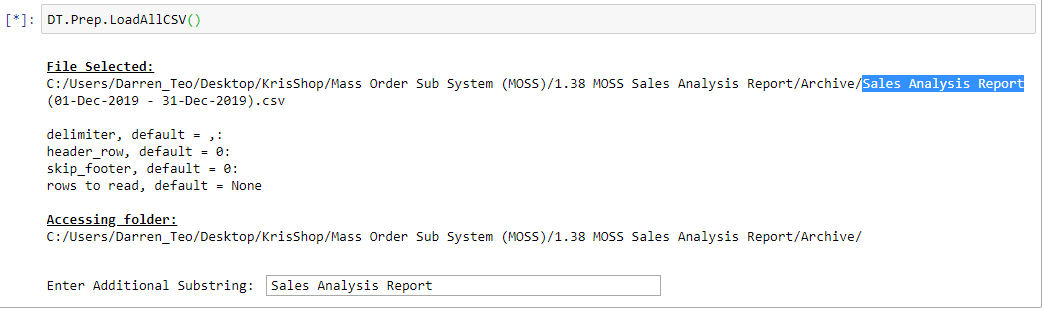 [*]: DT.Prep.LoadAllCSV()
File Selected:
C:/Users/Darren_Teo/Desktop/KrisShop/Mass Order Sub System (MOSS)/1.38 MOSS Sales Analysis Report/Archive/Sales Analysis Report
(01-Dec-2019 - 31-Dec-2019).csv
delimiter, default = ,:
header_row, default = 0:
skip_footer, default = 0:
rows to read, default = None
Accessing folder:
C:/Users/Darren_Teo/Desktop/KrisShop/Mass Order Sub System (MOSS)/1.38 MOSS Sales Analysis Report/Archive/
Enter Additional Substring: Sales Analysis Report